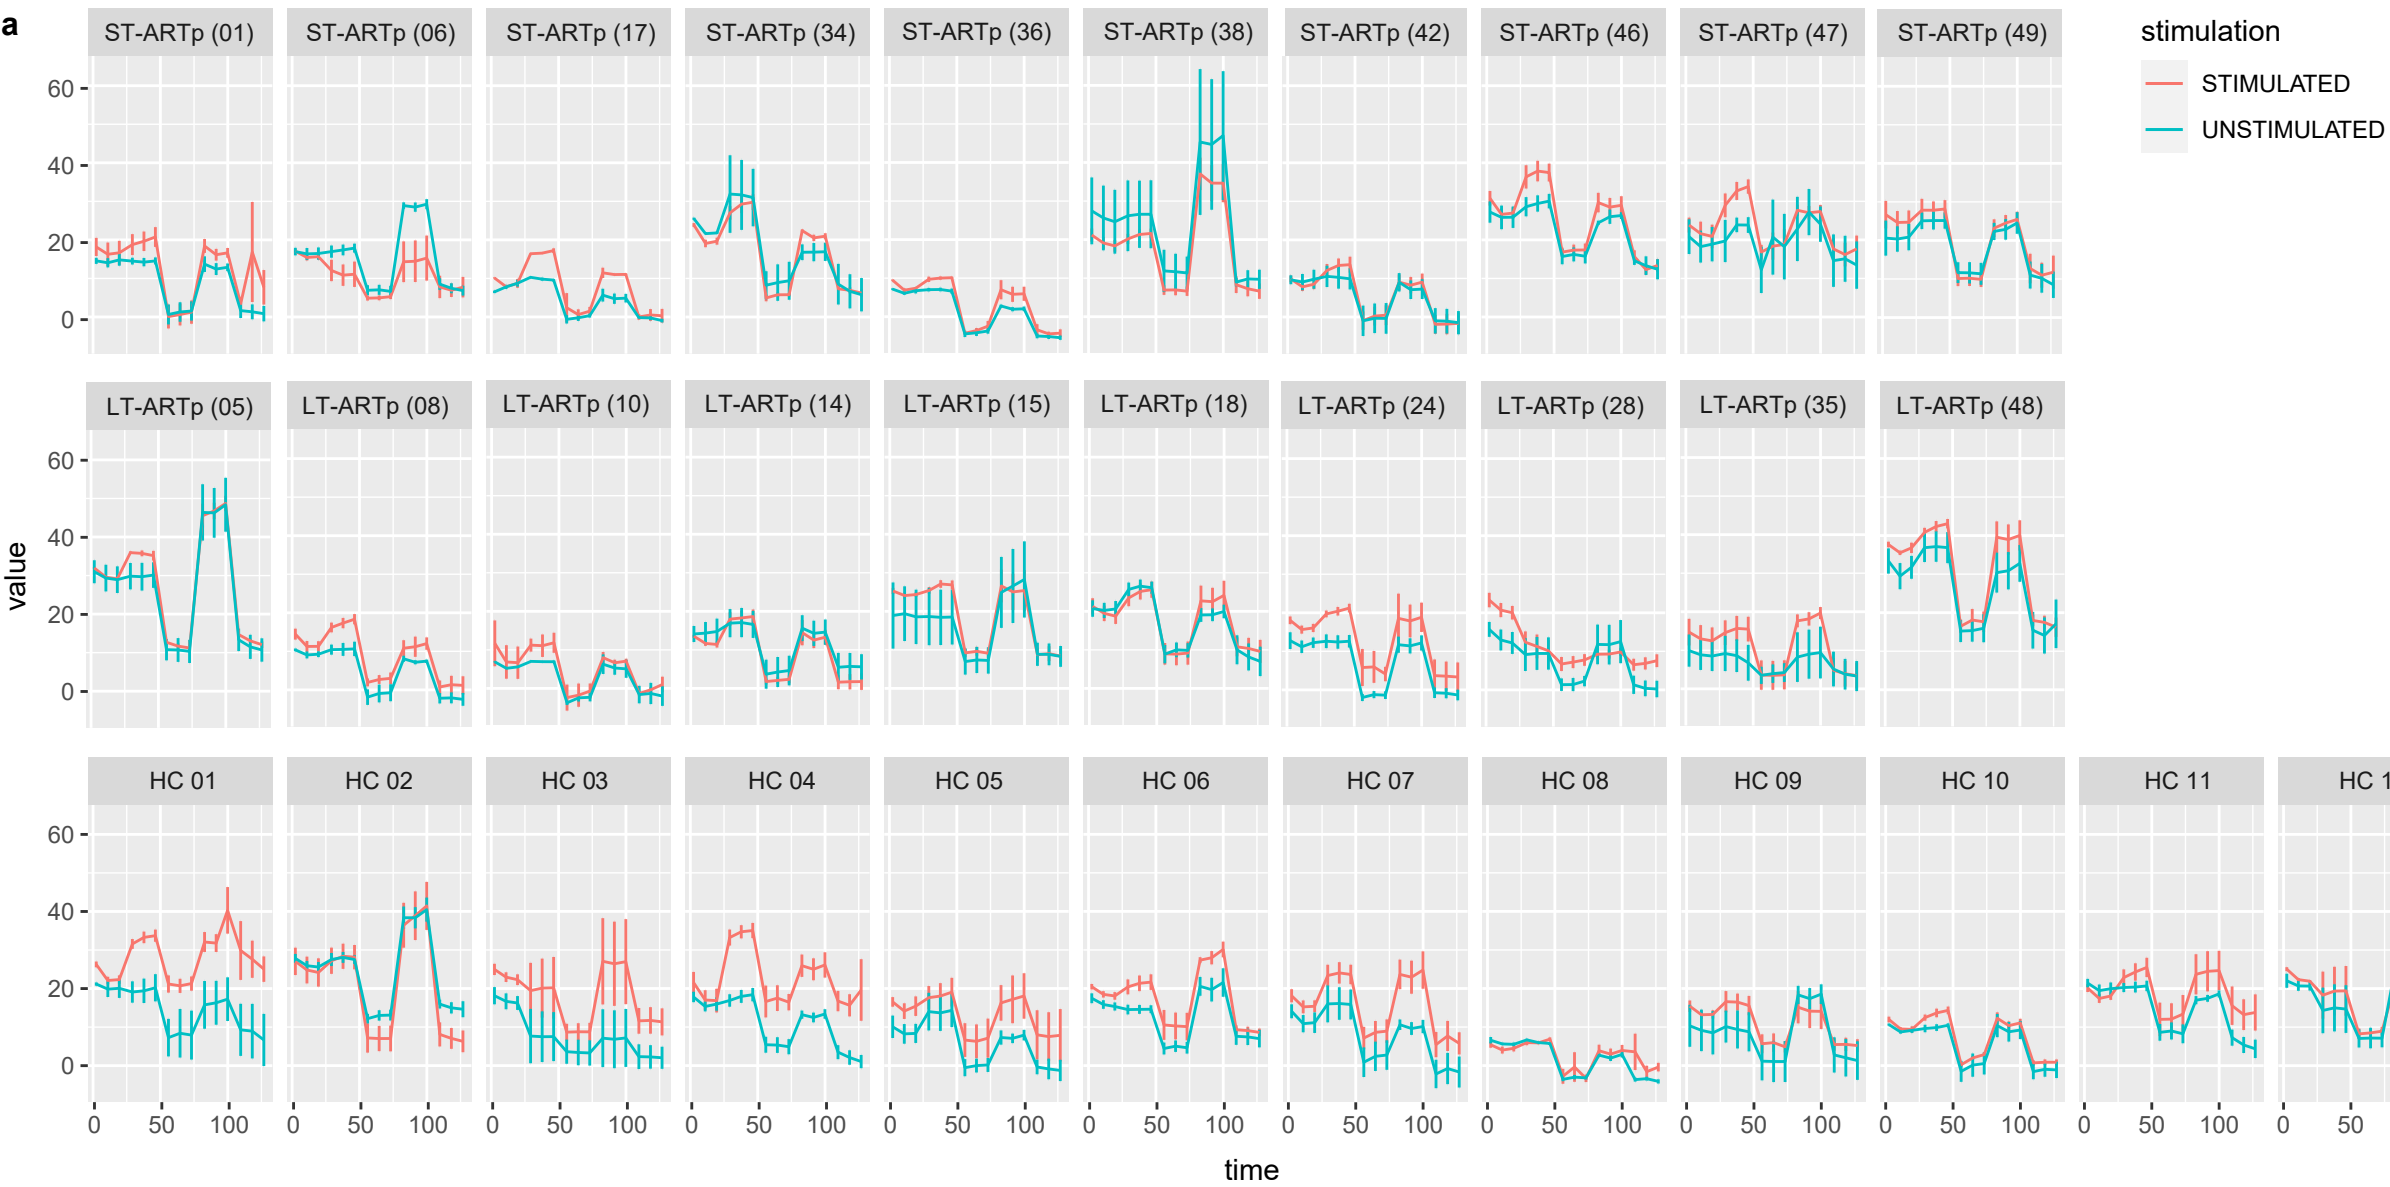 a
ST-ARTp (01) ST-ARTp (06) ST-ARTp (17) ST-ARTp (34) ST-ARTp (36) ST-ARTp (38) ST-ARTp (42) ST-ARTp (46) ST-ARTp (47) ST-ARTp (49)
stimulation
STIMULATED
UNSTIMULATED
60
40
20
0
LT-ARTp (05) LT-ARTp (08) LT-ARTp (10) LT-ARTp (14) LT-ARTp (15) LT-ARTp (18) LT-ARTp (24) LT-ARTp (28) LT-ARTp (35) LT-ARTp (48)
60
40
20
0
value
HC 01 HC 02 HC 03 HC 04 HC 05 HC 06 HC 07 HC 08 HC 09 HC 10 HC 11 HC 1
60
40
20
0
0 50 100 0 50 100 0 50 100 0 50 100 0 50 100 0 50 100 0 50 100 0 50 100 0 50 100 0 50 100 0 50 100 0 50
time